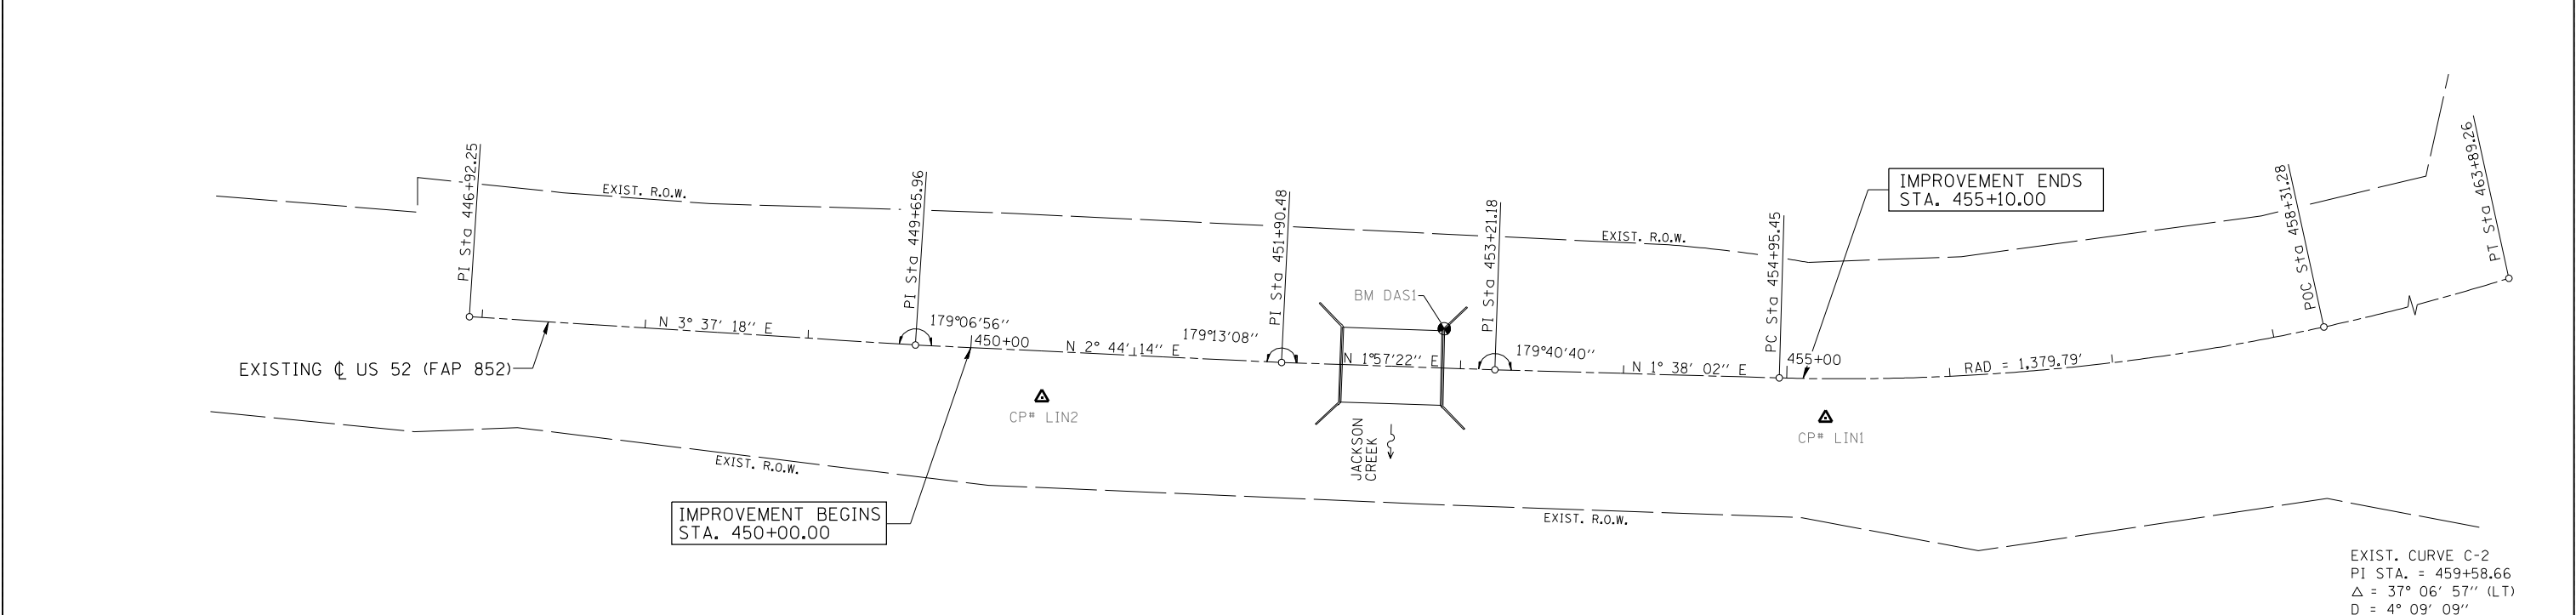 PI Sta 446+92.25
EXIST. R.O.W.
PI Sta 449+65.96
PI Sta 451+90.48
PI Sta 453+21.18
EXIST. R.O.W.
PC Sta 454+95.45
IMPROVEMENT ENDS
STA. 455+10.00
POC Sta 458+31.28
PT Sta 463+89.26
BM DAS1
N 3° 37' 18" E
179°06'56"
450+00
N 2° 44' 14" E
179°13'08"
N 1°57'22" E
179°40'40"
N 1° 38' 02" E
455+00
RAD = 1,379.79'
EXISTING ℄ US 52 (FAP 852)
CP# LIN2
JACKSON
CREEK
CP# LIN1
EXIST. R.O.W.
IMPROVEMENT BEGINS
STA. 450+00.00
EXIST. R.O.W.
EXIST. CURVE C-2
PI STA. = 459+58.66
△ = 37° 06' 57" (LT)
D = 4° 09' 09"